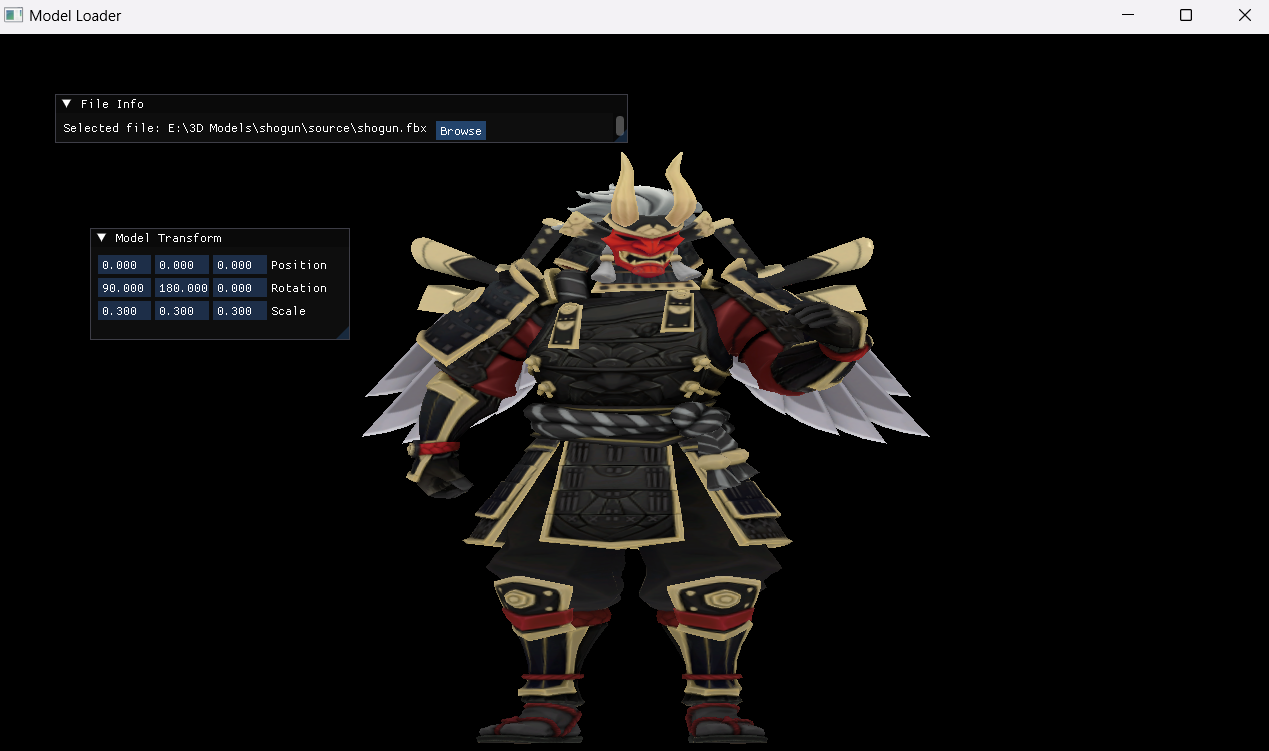 Model Loader
File Info
Selected file: E:\3D Models\shogun\source\shogun.fbx Browse
Model Transform
0.000 0.000 0.000 Position
90.000 180.000 0.000 Rotation
0.300 0.300 0.300 Scale